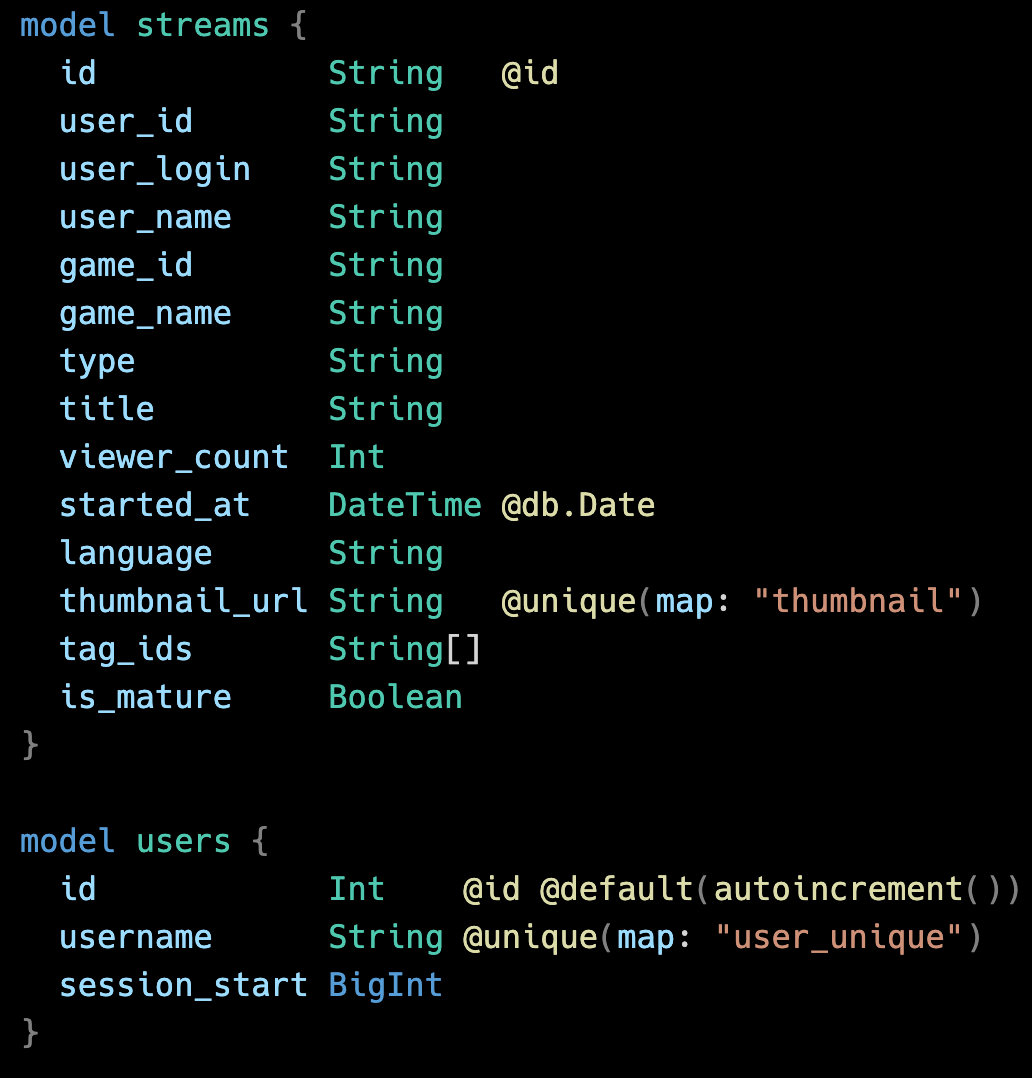 model streams {
  id            String   @id
  user_id       String
  user_login    String
  user_name     String
  game_id       String
  game_name     String
  type          String
  title         String
  viewer_count  Int
  started_at    DateTime @db.Date
  language      String
  thumbnail_url String   @unique(map: "thumbnail")
  tag_ids       String[]
  is_mature     Boolean
}

model users {
  id            Int    @id @default(autoincrement())
  username      String @unique(map: "user_unique")
  session_start BigInt
}